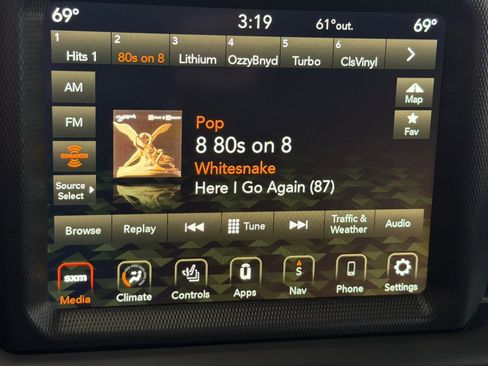 69° 3:19 61°out. 69°
1 Hits 1
2 80s on 8
3 Lithium
4 OzzyBnyd
5 Turbo
6 ClsVinyl
AM
FM
SiriusXM
Source
Select
Map
Fav
Pop
8 80s on 8
Whitesnake
Here I Go Again (87)
Browse
Replay
Tune
Traffic &
Weather
Audio
sxm
Media
Climate
Controls
U
Apps
S
Nav
Phone
Settings